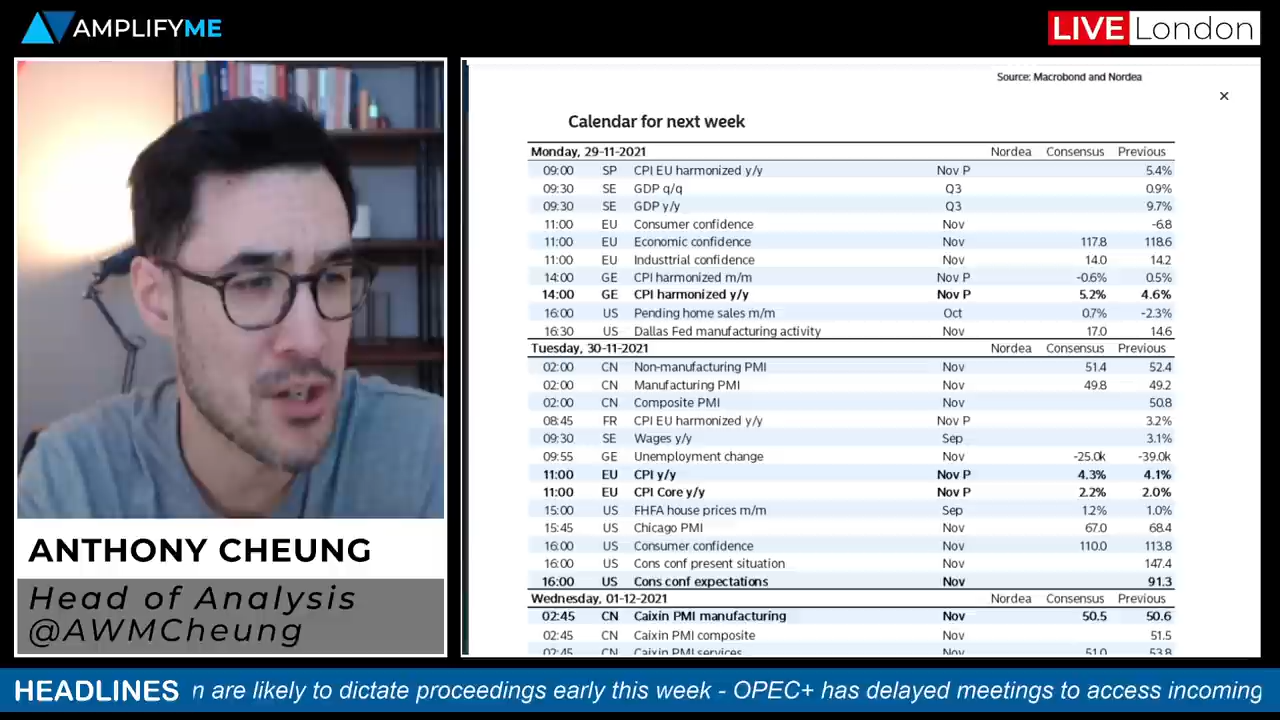 AMPLIFYME
LIVE London
Source: Macrobond and Nordea
×
Calendar for next week
Monday, 29-11-2021 Nordea Consensus Previous
09:00 SP CPI EU harmonized y/y Nov P 5.4%
09:30 SE GDP q/q Q3 0.9%
09:30 SE GDP y/y Q3 9.7%
11:00 EU Consumer confidence Nov -6.8
11:00 EU Economic confidence Nov 117.8 118.6
11:00 EU Industtrial confidence Nov 14.0 14.2
14:00 GE CPI harmonized m/m Nov P -0.6% 0.5%
14:00 GE CPI harmonized y/y Nov P 5.2% 4.6%
16:00 US Pending home sales m/m Oct 0.7% -2.3%
16:30 US Dallas Fed manufacturing activity Nov 17.0 14.6
Tuesday, 30-11-2021 Nordea Consensus Previous
02:00 CN Non-manufacturing PMI Nov 51.4 52.4
02:00 CN Manufacturing PMI Nov 49.8 49.2
02:00 CN Composite PMI Nov 50.8
08:45 FR CPI EU harmonized y/y Nov P 3.2%
09:30 SE Wages y/y Sep 3.1%
09:55 GE Unemployment change Nov -25.0k -39.0k
11:00 EU CPI y/y Nov P 4.3% 4.1%
11:00 EU CPI Core y/y Nov P 2.2% 2.0%
15:00 US FHFA house prices m/m Sep 1.2% 1.0%
15:45 US Chicago PMI Nov 67.0 68.4
16:00 US Consumer confidence Nov 110.0 113.8
16:00 US Cons conf present situation Nov 147.4
16:00 US Cons conf expectations Nov 91.3
Wednesday, 01-12-2021 Nordea Consensus Previous
02:45 CN Caixin PMI manufacturing Nov 50.5 50.6
02:45 CN Caixin PMI composite Nov 51.5
02:45 CN Caixin PMI services Nov 51.0 53.8
ANTHONY CHEUNG
Head of Analysis
@AWMCheung
HEADLINES n are likely to dictate proceedings early this week - OPEC+ has delayed meetings to access incoming